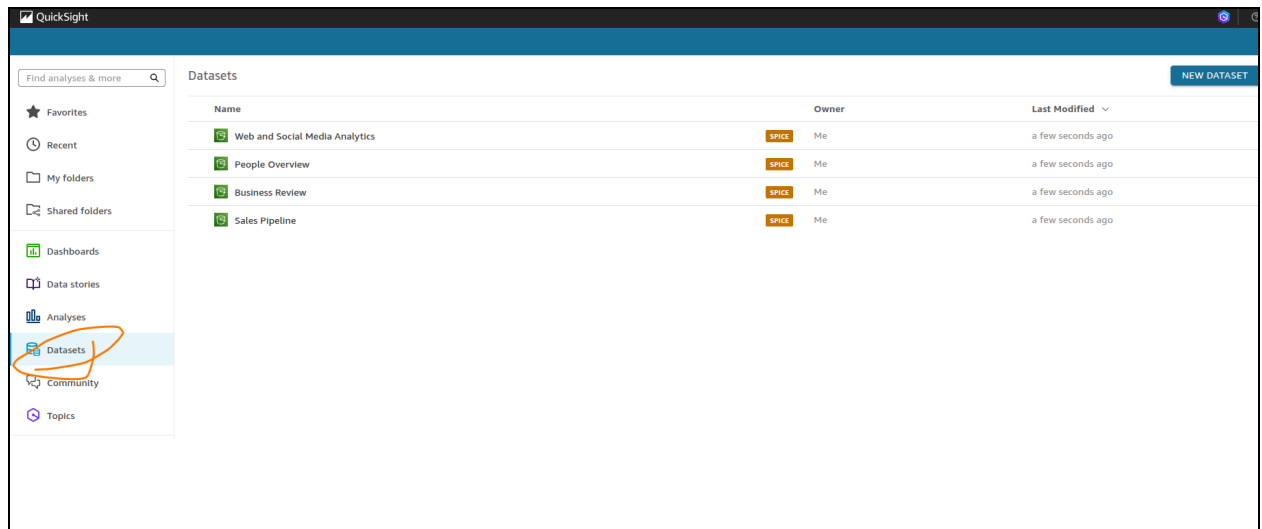 QuickSight
Find analyses & more
Datasets
NEW DATASET
Favorites
Recent
My folders
Shared folders
Dashboards
Data stories
Analyses
Datasets
Community
Topics
Name Owner Last Modified
Web and Social Media Analytics SPICE Me a few seconds ago
People Overview SPICE Me a few seconds ago
Business Review SPICE Me a few seconds ago
Sales Pipeline SPICE Me a few seconds ago